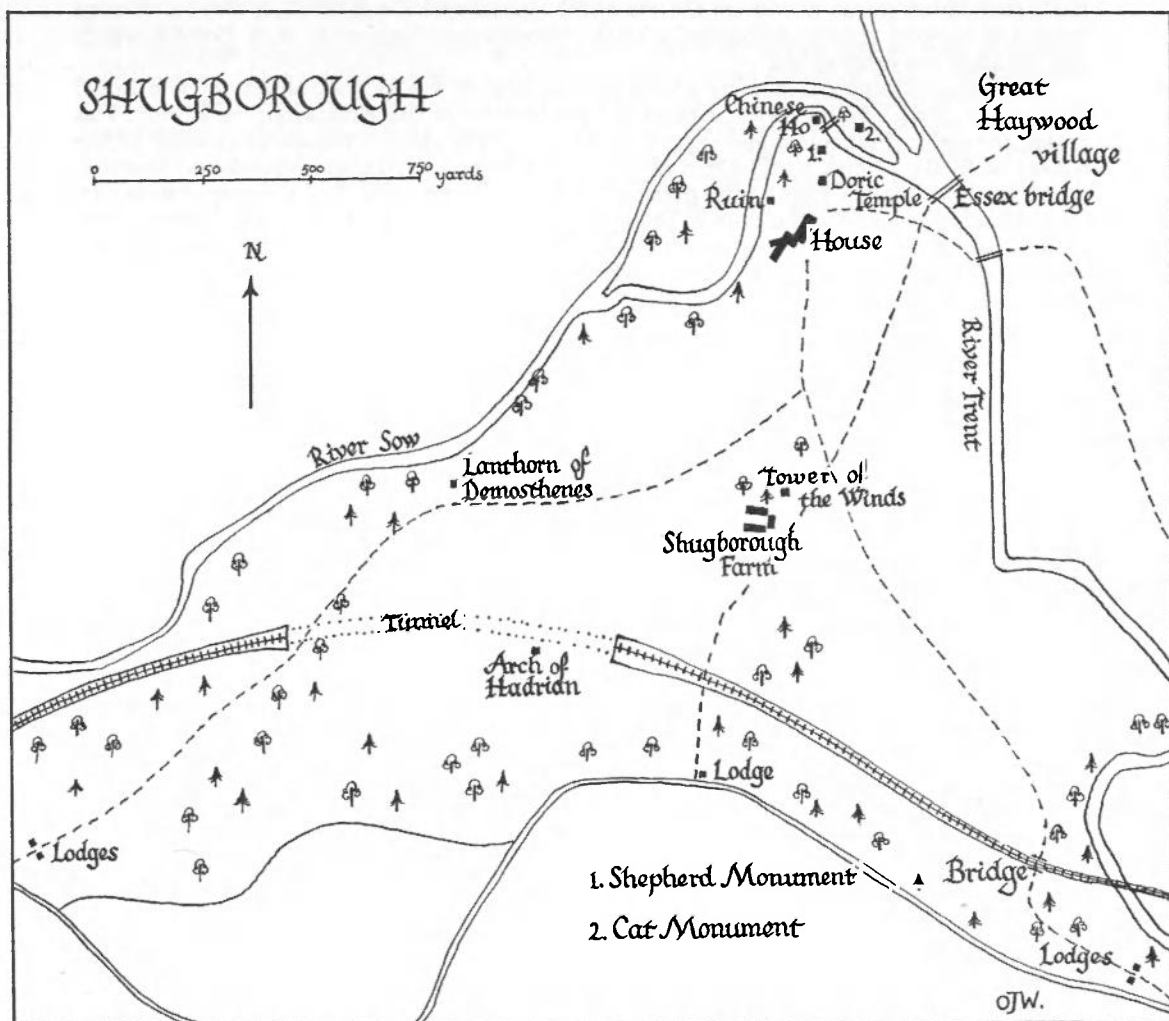 SHUGBOROUGH
0 250 500 750 yards
N
Great
Haywood
village
Chinese
Ho
2.
1.
Doric
Temple
Essex bridge
Ruin
House
River Trent
River Sow
Lanthorn of
Demosthenes
Tower of
the Winds
Shugborough
Farm
Tunnel
Arch of
Hadrian
Lodge
Lodges
Bridge
1. Shepherd Monument
2. Cat Monument
Lodges
OJW.